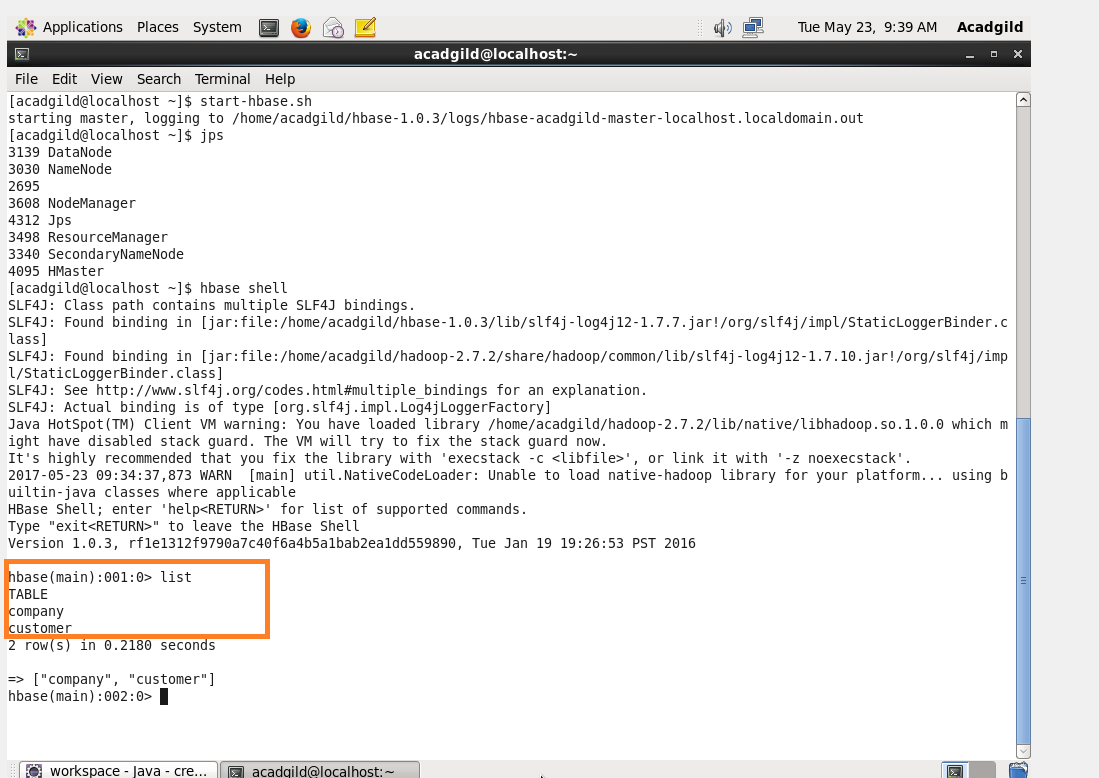 Applications Places System Tue May 23, 9:39 AM Acadgild
acadgild@localhost:~
File Edit View Search Terminal Help
[acadgild@localhost ~]$ start-hbase.sh
starting master, logging to /home/acadgild/hbase-1.0.3/logs/hbase-acadgild-master-localhost.localdomain.out
[acadgild@localhost ~]$ jps
3139 DataNode
3030 NameNode
2695
3608 NodeManager
4312 Jps
3498 ResourceManager
3340 SecondaryNameNode
4095 HMaster
[acadgild@localhost ~]$ hbase shell
SLF4J: Class path contains multiple SLF4J bindings.
SLF4J: Found binding in [jar:file:/home/acadgild/hbase-1.0.3/lib/slf4j-log4j12-1.7.7.jar!/org/slf4j/impl/StaticLoggerBinder.c
lass]
SLF4J: Found binding in [jar:file:/home/acadgild/hadoop-2.7.2/share/hadoop/common/lib/slf4j-log4j12-1.7.10.jar!/org/slf4j/imp
l/StaticLoggerBinder.class]
SLF4J: See http://www.slf4j.org/codes.html#multiple_bindings for an explanation.
SLF4J: Actual binding is of type [org.slf4j.impl.Log4jLoggerFactory]
Java HotSpot(TM) Client VM warning: You have loaded library /home/acadgild/hadoop-2.7.2/lib/native/libhadoop.so.1.0.0 which m
ight have disabled stack guard. The VM will try to fix the stack guard now.
It's highly recommended that you fix the library with 'execstack -c <libfile>', or link it with '-z noexecstack'.
2017-05-23 09:34:37,873 WARN  [main] util.NativeCodeLoader: Unable to load native-hadoop library for your platform... using b
uiltin-java classes where applicable
HBase Shell; enter 'help<RETURN>' for list of supported commands.
Type "exit<RETURN>" to leave the HBase Shell
Version 1.0.3, rf1e1312f9790a7c40f6a4b5a1bab2ea1dd559890, Tue Jan 19 19:26:53 PST 2016
hbase(main):001:0> list
TABLE
company
customer
2 row(s) in 0.2180 seconds
=> ["company", "customer"]
hbase(main):002:0>
workspace - Java - cre... acadgild@localhost:~